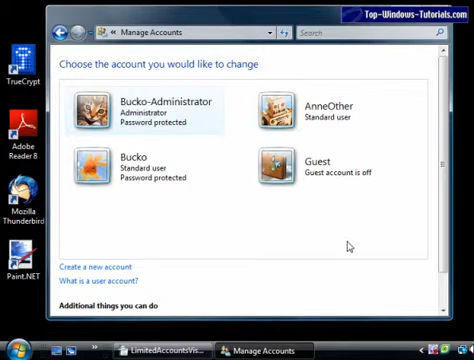 Top-Windows-Tutorials.com
Manage Accounts
Search
Choose the account you would like to change
Bucko-Administrator
Administrator
Password protected
AnneOther
Standard user
Bucko
Standard user
Password protected
Guest
Guest account is off
Create a new account
What is a user account?
Additional things you can do
TrueCrypt
Adobe
Reader 8
Mozilla
Thunderbird
Paint.NET
LimitedAccountsVis...
Manage Accounts